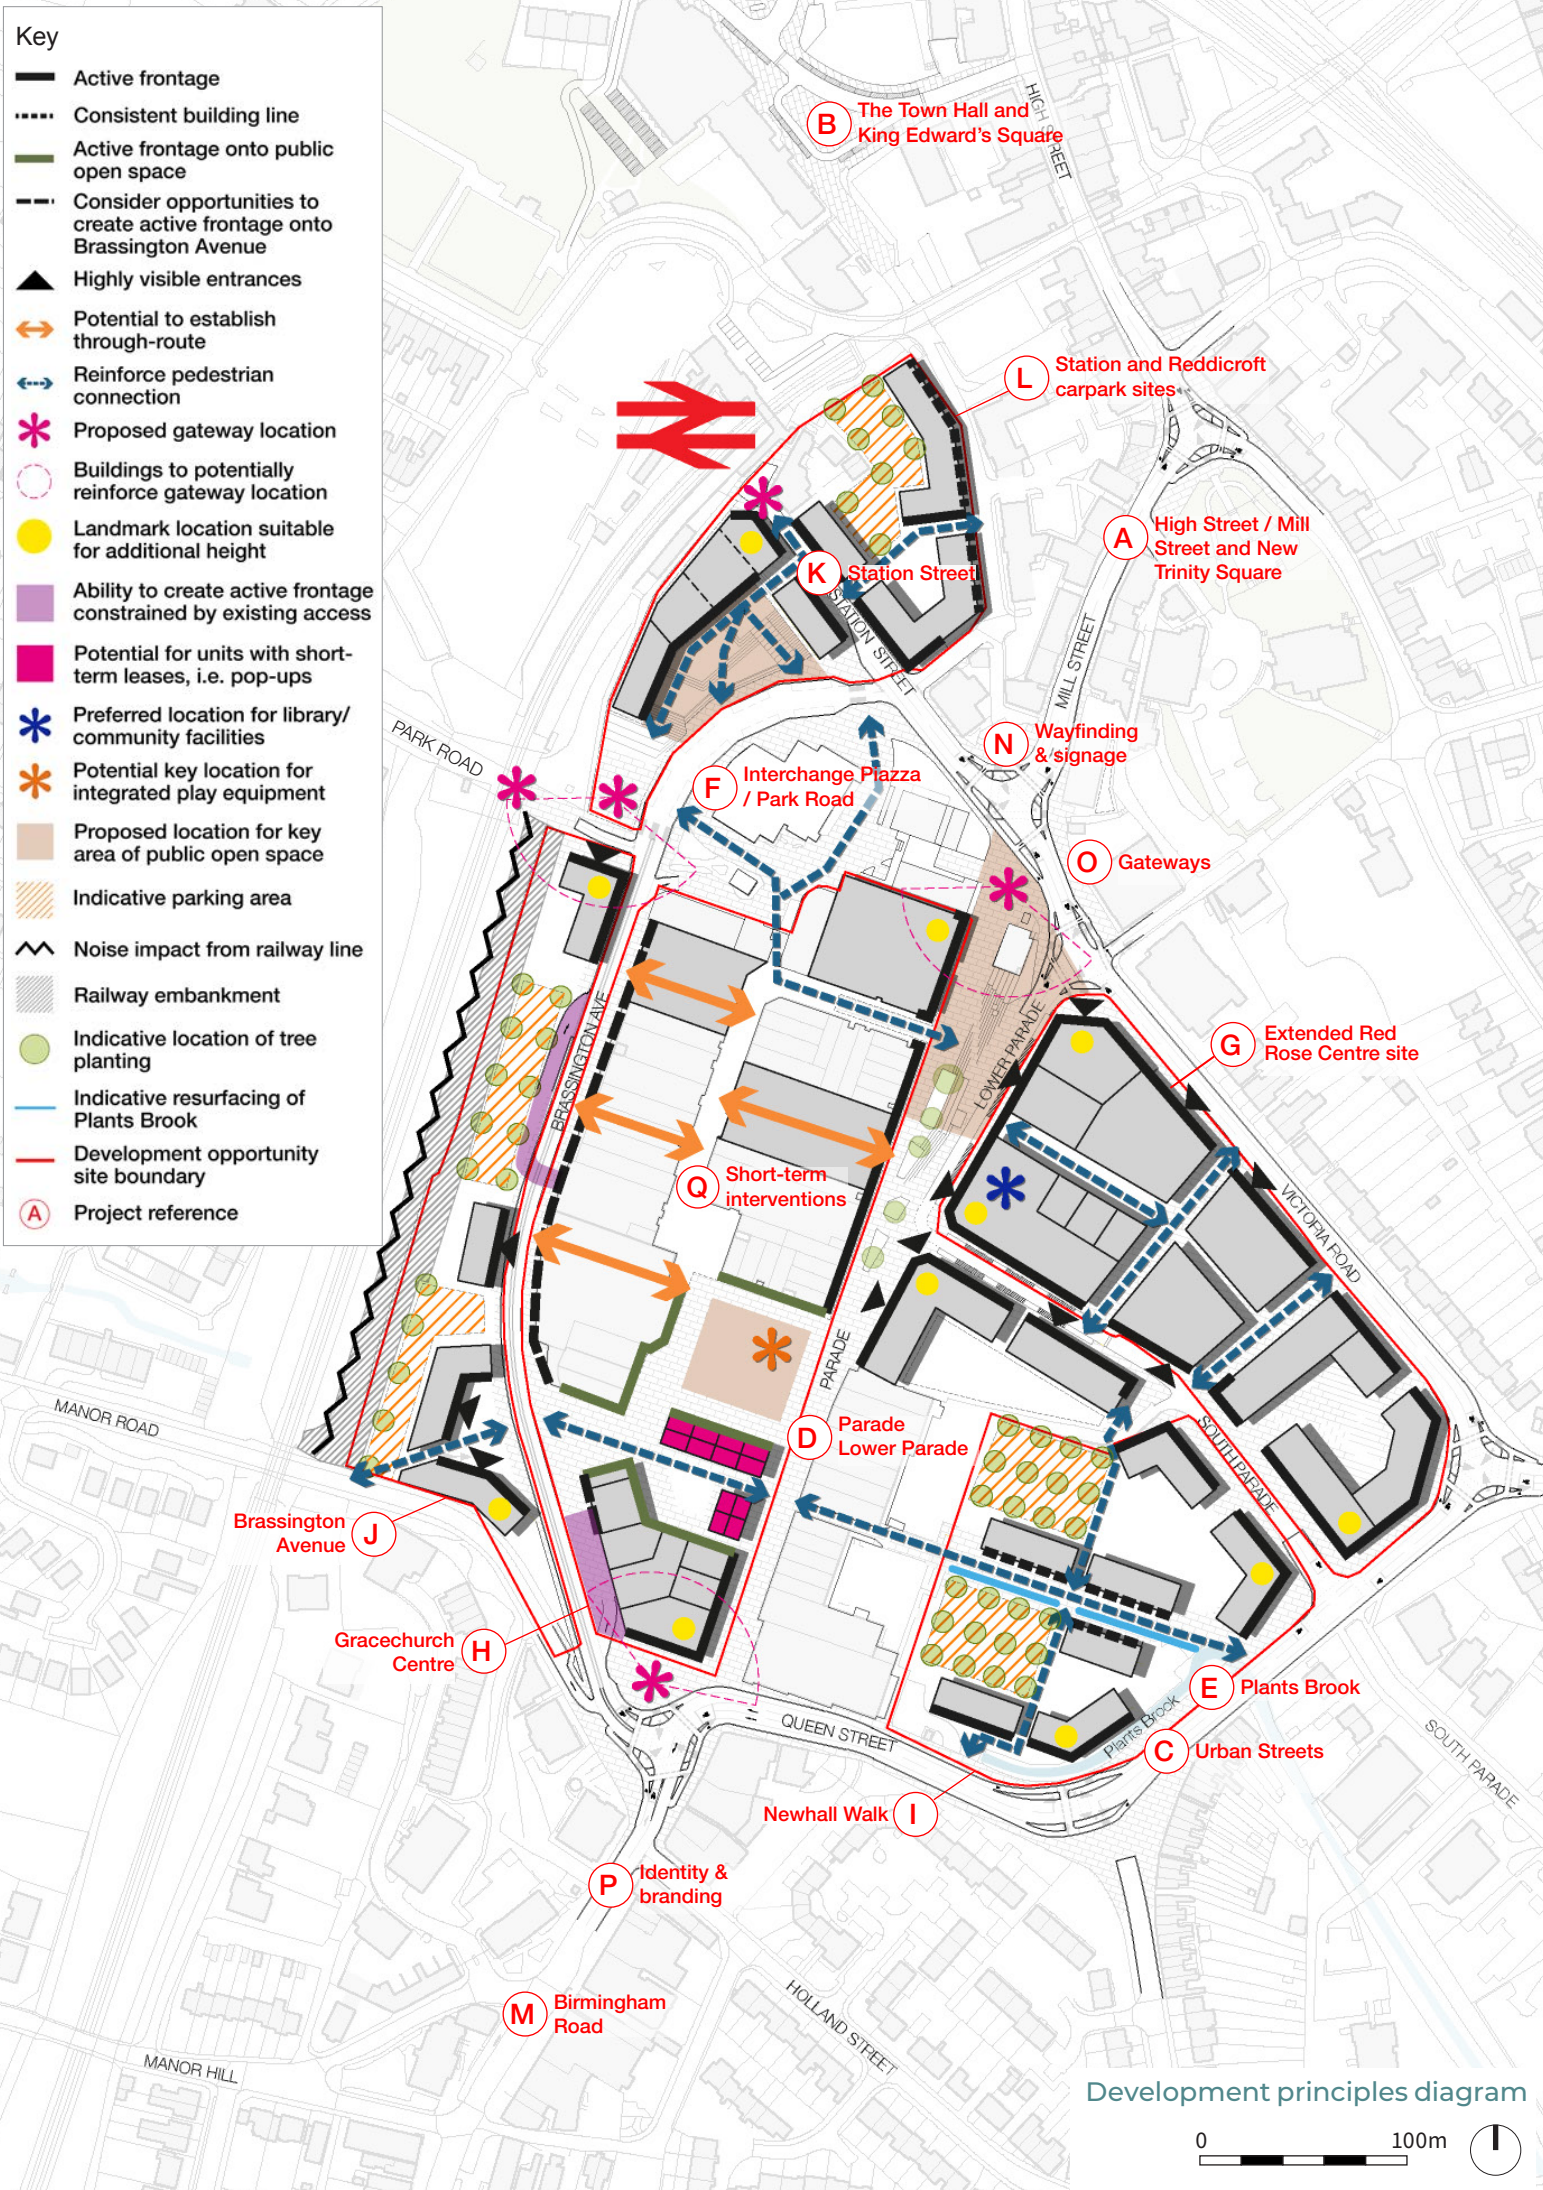 Key
Active frontage
Consistent building line
Active frontage onto public
open space
Consider opportunities to
create active frontage onto
Brassington Avenue
Highly visible entrances
Potential to establish
through-route
Reinforce pedestrian
connection
Proposed gateway location
Buildings to potentially
reinforce gateway location
Landmark location suitable
for additional height
Ability to create active frontage
constrained by existing access
Potential for units with short-
term leases, i.e. pop-ups
Preferred location for library/
community facilities
Potential key location for
integrated play equipment
Proposed location for key
area of public open space
Indicative parking area
Noise impact from railway line
Railway embankment
Indicative location of tree
planting
Indicative resurfacing of
Plants Brook
Development opportunity
site boundary
A Project reference
B The Town Hall and
King Edward's Square
HIGH STREET
L Station and Reddicroft
carpark sites
A High Street / Mill
Street and New
Trinity Square
K Station Street
STATION STREET
MILL STREET
PARK ROAD
N Wayfinding
& signage
F Interchange Piazza
/ Park Road
O Gateways
G Extended Red
Rose Centre site
LOWER PARADE
BRASSINGTON AVE
Q Short-term
interventions
VICTORIA ROAD
PARADE
MANOR ROAD
D Parade
Lower Parade
SOUTH PARADE
Brassington
Avenue J
Gracechurch
Centre H
E Plants Brook
Plants Brook
QUEEN STREET
C Urban Streets
SOUTH PARADE
Newhall Walk I
P Identity &
branding
M Birmingham
Road
HOLLAND STREET
MANOR HILL
Development principles diagram
0 100m